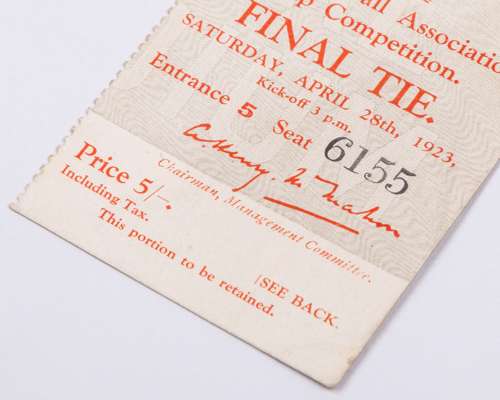 all Association
p Competition.
FINAL TIE.
SATURDAY, APRIL 28th, 1923,
Kick-off 3 p.m.
Entrance 5 Seat 6155
Chairman, Management Committee.
Price 5/-.
Including Tax.
This portion to be retained.
[SEE BACK.